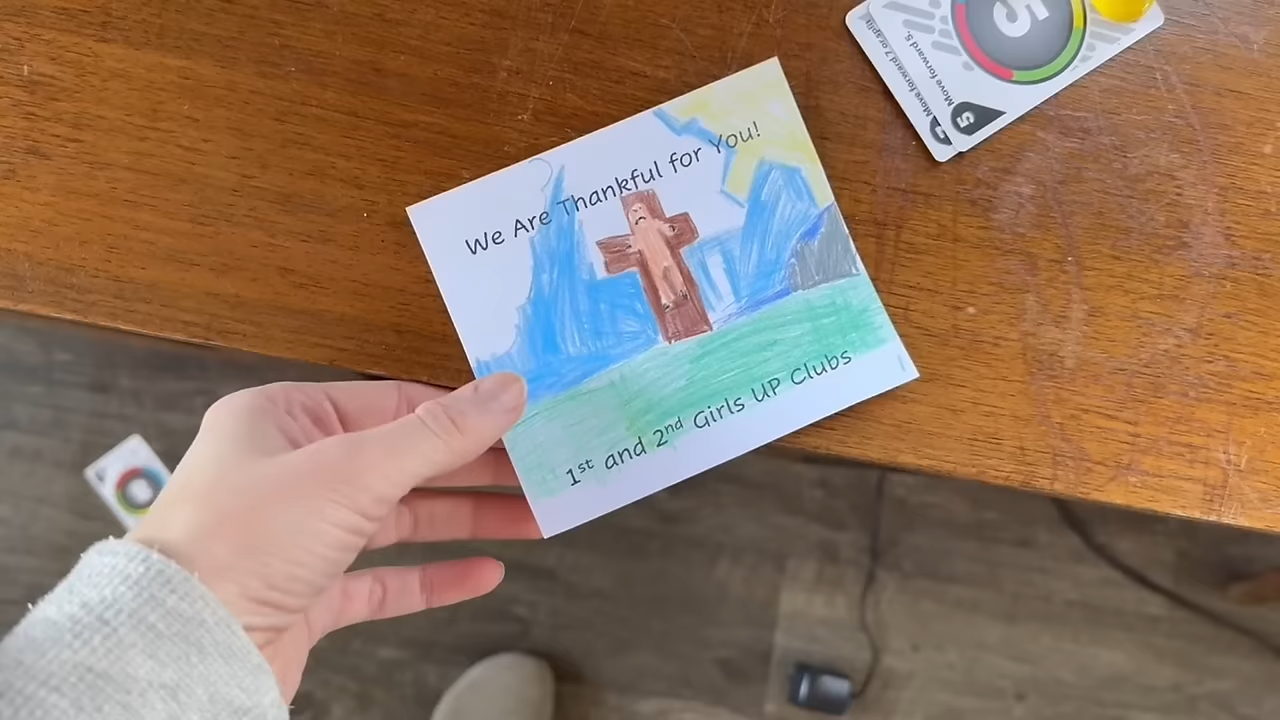 We Are Thankful for You!
1st and 2nd Girls UP Clubs
5
Move forward 5.
5
Move forward 7 or split